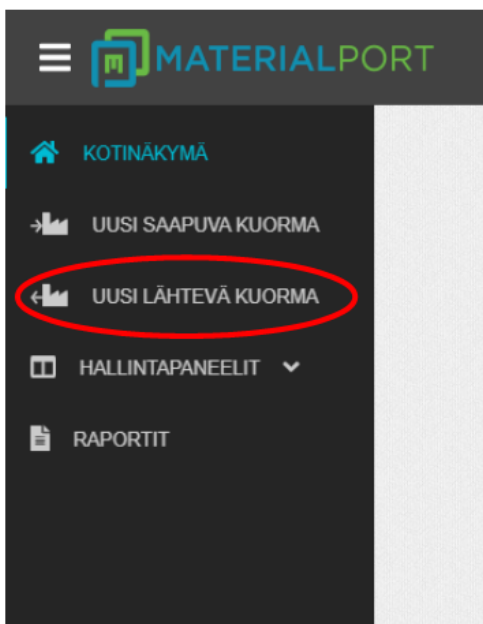 MATERIALPORT
KOTINÄKYMÄ
UUSI SAAPUVA KUORMA
UUSI LÄHTEVÄ KUORMA
HALLINTAPANEELIT
RAPORTIT